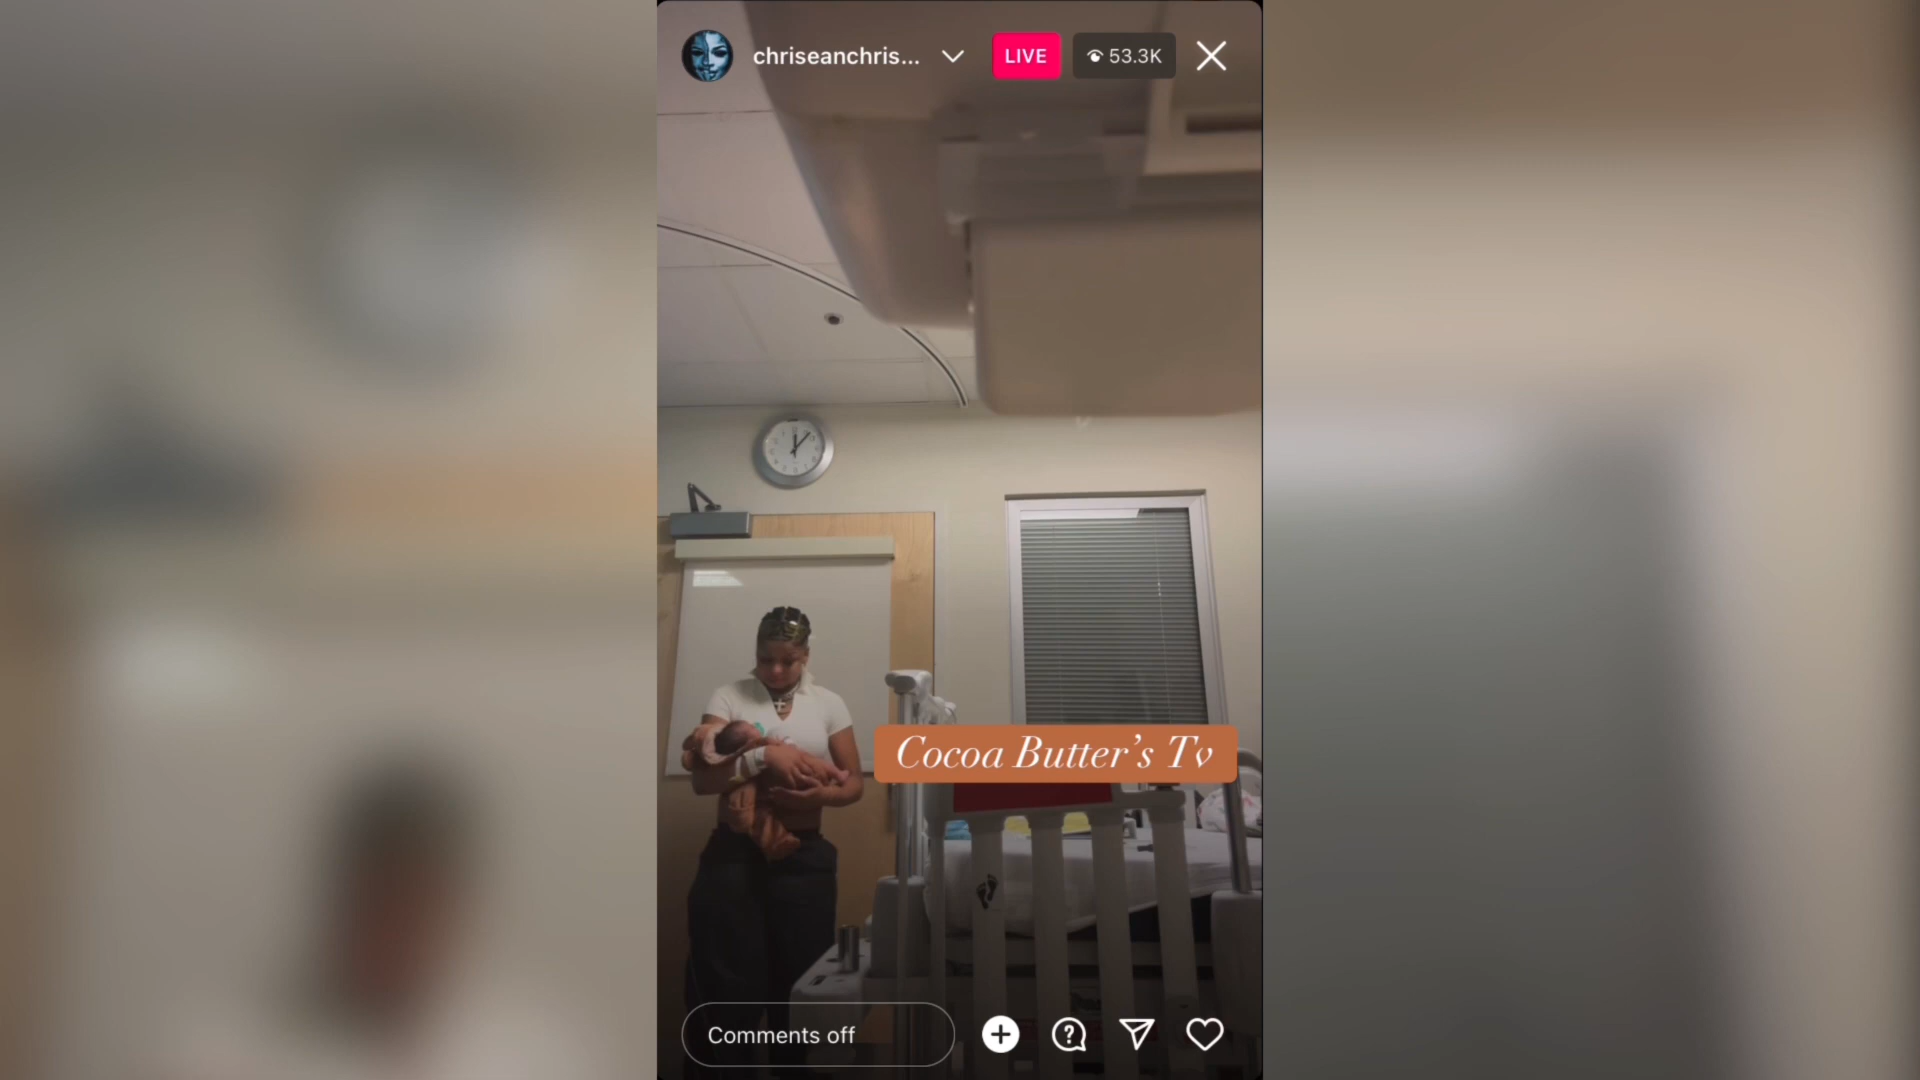 chriseanchris...
LIVE
53.3K
Cocoa Butter's Tv
Comments off